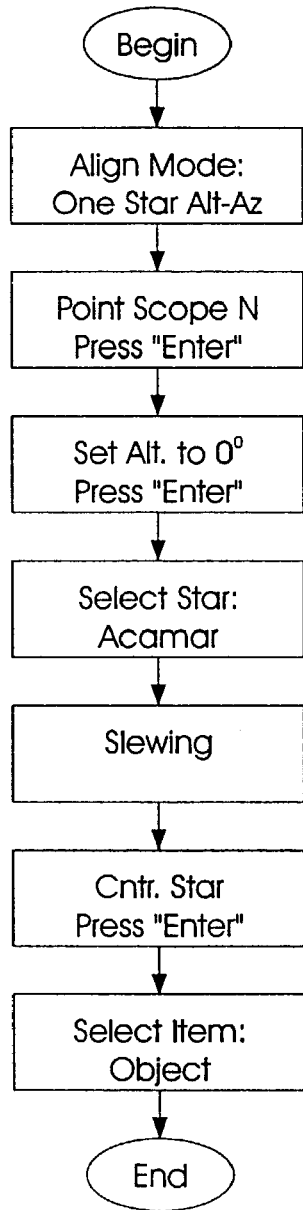 Begin
Align Mode:
One Star Alt-Az
Point Scope N
Press "Enter"
Set Alt. to 0°
Press "Enter"
Select Star:
Acamar
Slewing
Cntr. Star
Press "Enter"
Select Item:
Object
End